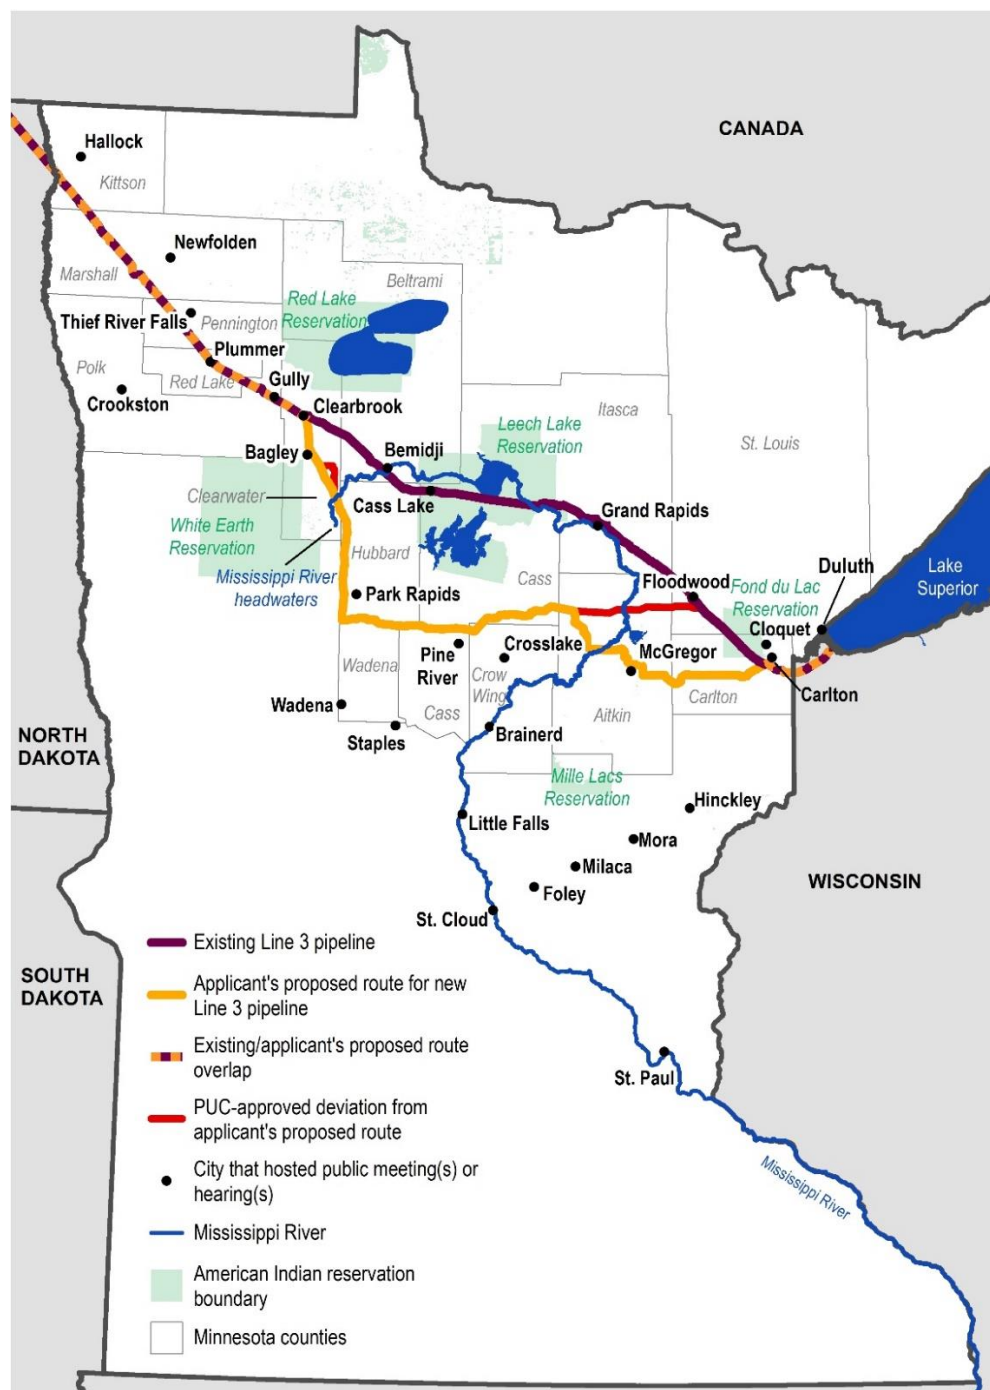 CANADA
Hallock
Kittson
Newfolden
Marshall
Beltrami
Red Lake
Reservation
Thief River Falls
Pennington
Plummer
Polk
Red Lake
Gully
Crookston
Clearbrook
Itasca
Leech Lake
Reservation
St. Louis
Bagley
Bemidji
Clearwater
Cass Lake
Grand Rapids
White Earth
Reservation
Hubbard
Mississippi River
headwaters
Cass
Floodwood
Duluth
Lake
Superior
Fond du Lac
Reservation
Park Rapids
Cloquet
Crosslake
McGregor
Pine
River
Wadena
Crow
Wing
Carlton
Carlton
Wadena
Cass
Aitkin
Staples
Brainerd
NORTH
DAKOTA
Mille Lacs
Reservation
Hinckley
Little Falls
Mora
Milaca
WISCONSIN
Foley
St. Cloud
SOUTH
DAKOTA
St. Paul
Mississippi River
Existing Line 3 pipeline
Applicant's proposed route for new
Line 3 pipeline
Existing/applicant's proposed route
overlap
PUC-approved deviation from
applicant's proposed route
City that hosted public meeting(s) or
hearing(s)
Mississippi River
American Indian reservation
boundary
Minnesota counties